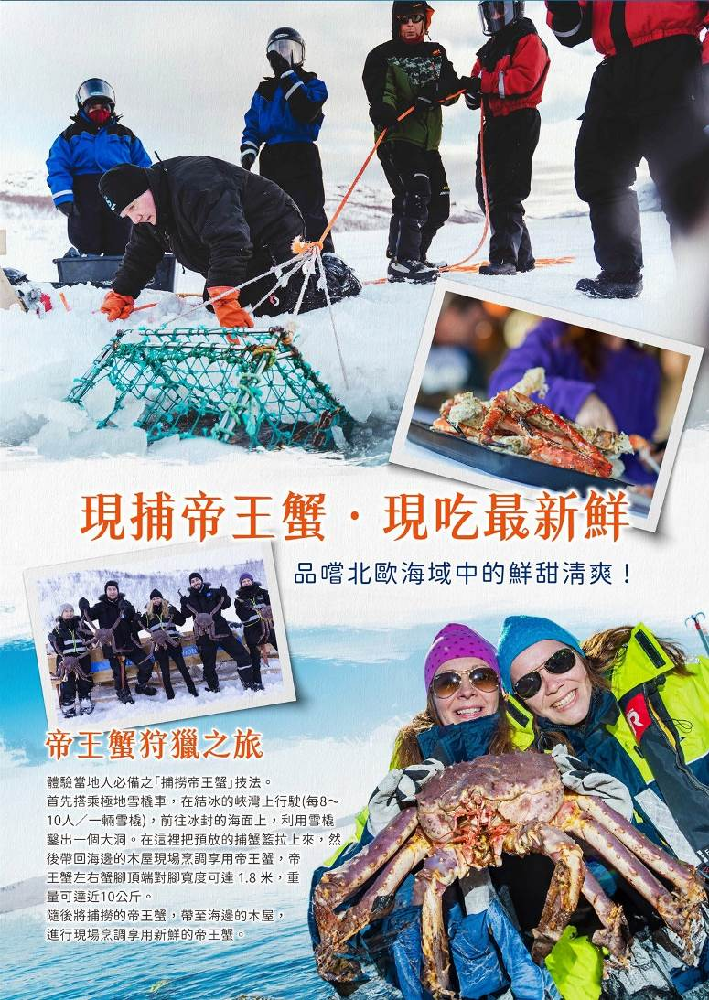 現捕帝王蟹・現吃最新鮮
品嚐北歐海域中的鮮甜清爽！
帝王蟹狩獵之旅
體驗當地人必備之「捕撈帝王蟹」技法。
首先搭乘極地雪橇車，在結冰的峽灣上行駛(每8～
10人／一輛雪橇)，前往冰封的海面上，利用雪橇
鑿出一個大洞。在這裡把預放的捕蟹籃拉上來，然
後帶回海邊的木屋現場烹調享用帝王蟹，帝
王蟹左右蟹腳頂端對腳寬度可達 1.8 米，重
量可達近10公斤。
隨後將捕撈的帝王蟹，帶至海邊的木屋，
進行現場烹調享用新鮮的帝王蟹。